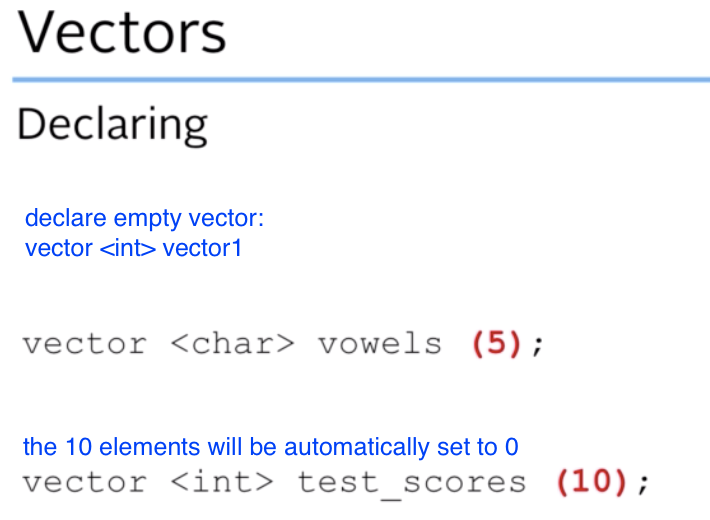 Vectors
Declaring
declare empty vector:
vector <int> vector1
vector <char> vowels (5);
the 10 elements will be automatically set to 0
vector <int> test_scores (10);